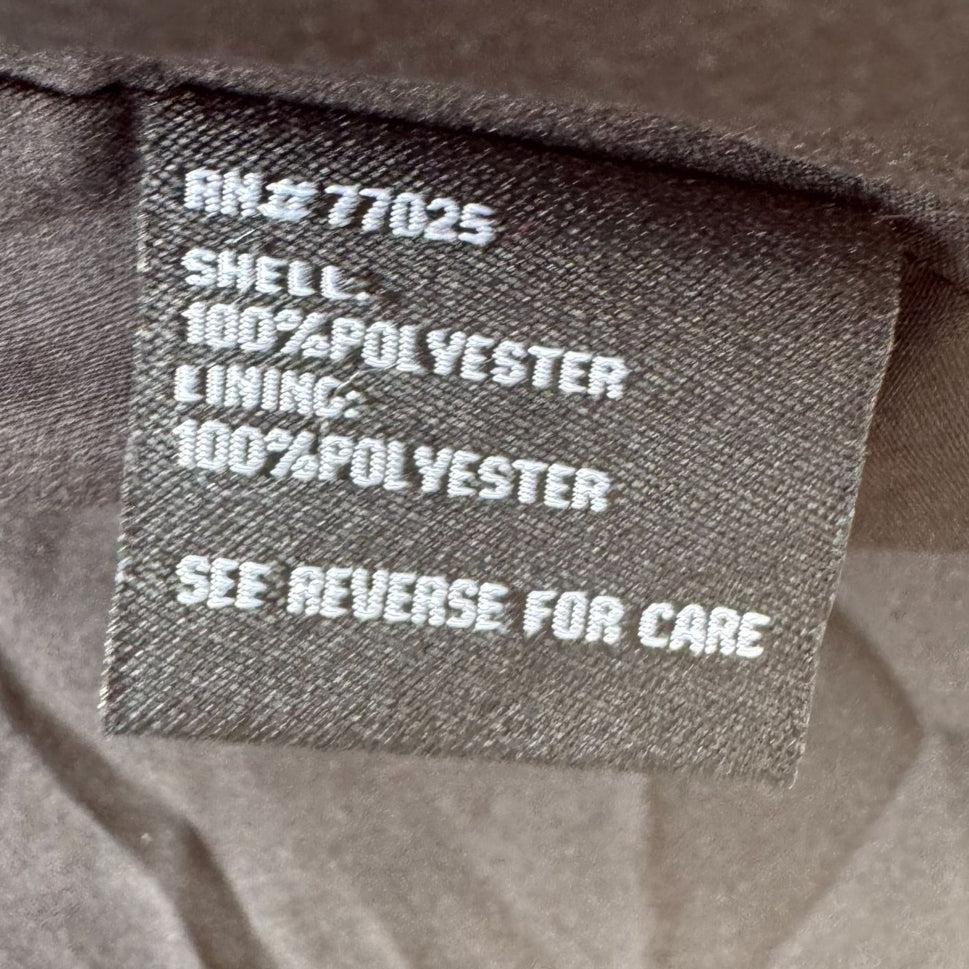 RN# 77025
SHELL:
100%POLYESTER
LINING:
100%POLYESTER
SEE REVERSE FOR CARE